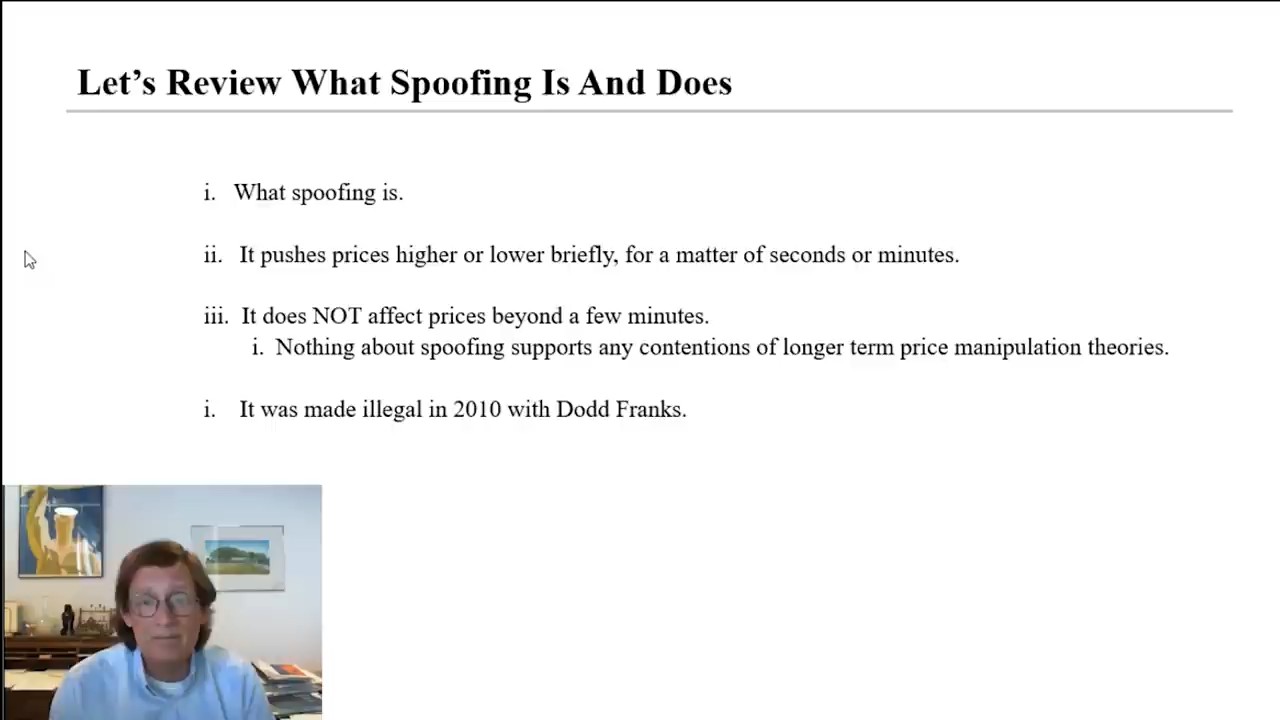 Let's Review What Spoofing Is And Does
i. What spoofing is.
ii. It pushes prices higher or lower briefly, for a matter of seconds or minutes.
iii. It does NOT affect prices beyond a few minutes.
i. Nothing about spoofing supports any contentions of longer term price manipulation theories.
i. It was made illegal in 2010 with Dodd Franks.